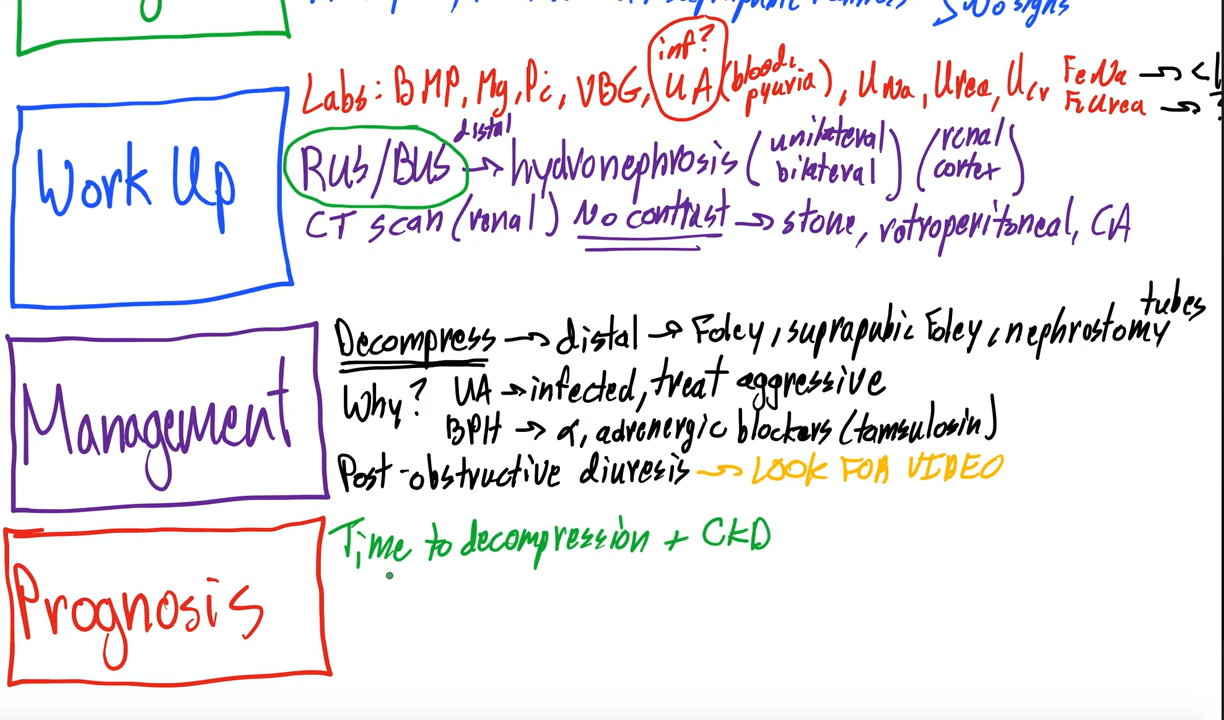 signs
Labs: BMP, Mg, Pi, VBG, UA (blood: pyuria), UNa, Urea, UCr FeNa → <1
inf?
FeUrea → ?
Work Up
RUS/BUS distal → hydronephrosis (unilateral bilateral) (renal cortex)
CT scan (renal) No contrast → stone, rotroperitoneal, CA
Management
Decompress → distal → Foley, suprapubic Foley, nephrostomy tubes
Why? UA → infected, treat aggressive
BPH → α, adrenergic blockers (tamsulosin)
Post-obstructive diuresis → LOOK FOR VIDEO
Prognosis
Time to decompression + CKD